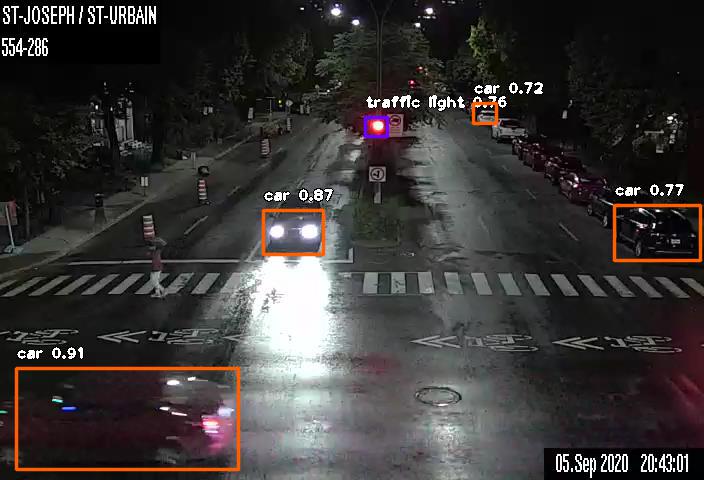 ST-JOSEPH / ST-URBAIN
554-286
car 0.72
traffic light 0.76
car 0.77
car 0.87
car 0.91
05.Sep 2020 20:43:01